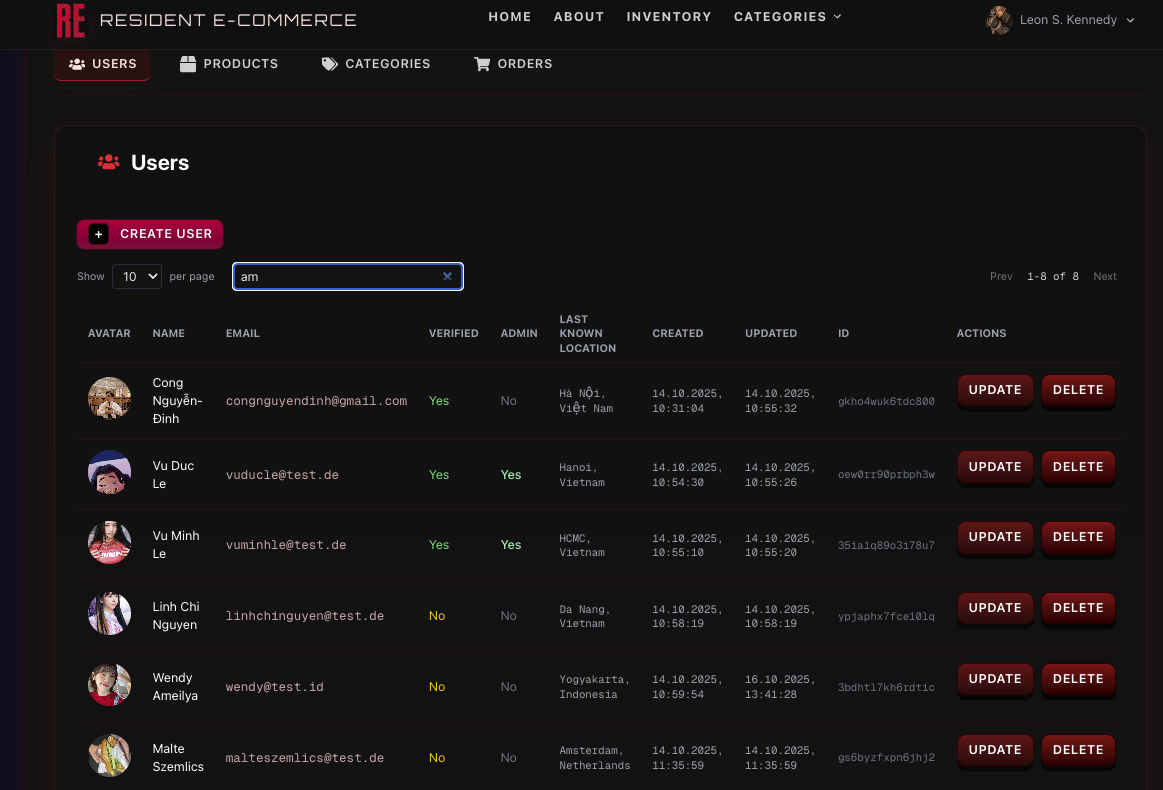 RE RESIDENT E-COMMERCE
HOME ABOUT INVENTORY CATEGORIES
Leon S. Kennedy
USERS PRODUCTS CATEGORIES ORDERS
Users
+ CREATE USER
Show 10 per page am
Prev 1-8 of 8 Next
AVATAR NAME EMAIL VERIFIED ADMIN LAST KNOWN LOCATION CREATED UPDATED ID ACTIONS
Cong Nguyễn-Đinh congnguyendinh@gmail.com Yes No Hà Nội, Việt Nam 14.10.2025, 10:31:04 14.10.2025, 10:55:32 gkho4wuk6tdc800 UPDATE DELETE
Vu Duc Le vuducle@test.de Yes Yes Hanoi, Vietnam 14.10.2025, 10:54:30 14.10.2025, 10:55:26 oew0rr90prbph3w UPDATE DELETE
Vu Minh Le vuminhle@test.de Yes Yes HCMC, Vietnam 14.10.2025, 10:55:10 14.10.2025, 10:55:20 35ia1q89o3i78u7 UPDATE DELETE
Linh Chi Nguyen linhchinguyen@test.de No No Da Nang, Vietnam 14.10.2025, 10:58:19 14.10.2025, 10:58:19 ypjaphx7fce10lq UPDATE DELETE
Wendy Ameilya wendy@test.id No No Yogyakarta, Indonesia 14.10.2025, 10:59:54 16.10.2025, 13:41:28 3bdhtl7kh6rdtic UPDATE DELETE
Malte Szemlics malteszemlics@test.de No No Amsterdam, Netherlands 14.10.2025, 11:35:59 14.10.2025, 11:35:59 gs6byzfxpn6jhj2 UPDATE DELETE